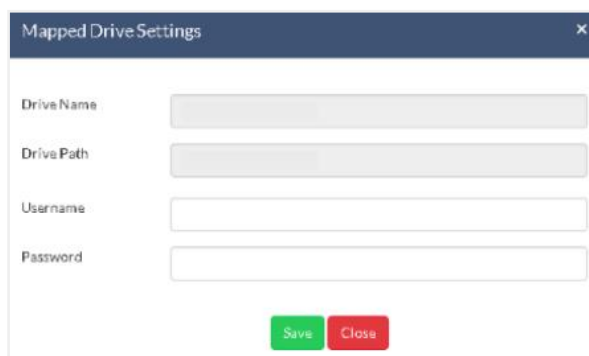 Mapped Drive Settings ×
Drive Name
Drive Path
Username
Password
Save Close